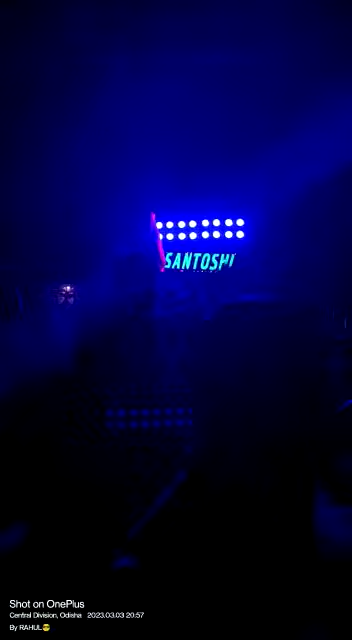 SANTOSHI
Shot on OnePlus
Central Division, Odisha 2023.03.03 20:57
By RAHUL😎